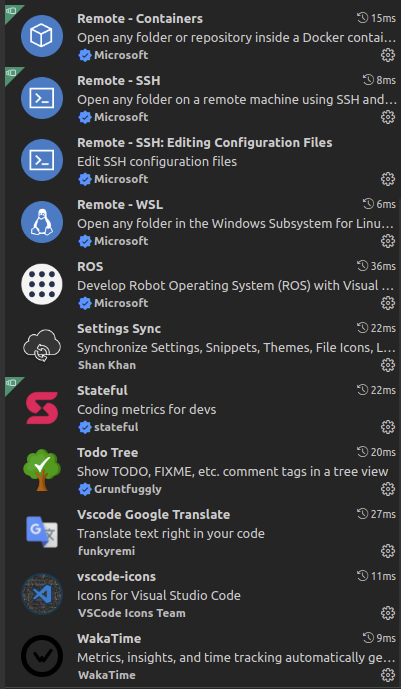 Remote - Containers 15ms
Open any folder or repository inside a Docker contai...
Microsoft
Remote - SSH 8ms
Open any folder on a remote machine using SSH and...
Microsoft
Remote - SSH: Editing Configuration Files
Edit SSH configuration files
Microsoft
Remote - WSL 6ms
Open any folder in the Windows Subsystem for Linu...
Microsoft
ROS 36ms
Develop Robot Operating System (ROS) with Visual ...
Microsoft
Settings Sync 22ms
Synchronize Settings, Snippets, Themes, File Icons, L...
Shan Khan
Stateful 22ms
Coding metrics for devs
stateful
Todo Tree 20ms
Show TODO, FIXME, etc. comment tags in a tree view
Gruntfuggly
Vscode Google Translate 27ms
Translate text right in your code
funkyremi
vscode-icons 11ms
Icons for Visual Studio Code
VSCode Icons Team
WakaTime 9ms
Metrics, insights, and time tracking automatically ge...
WakaTime